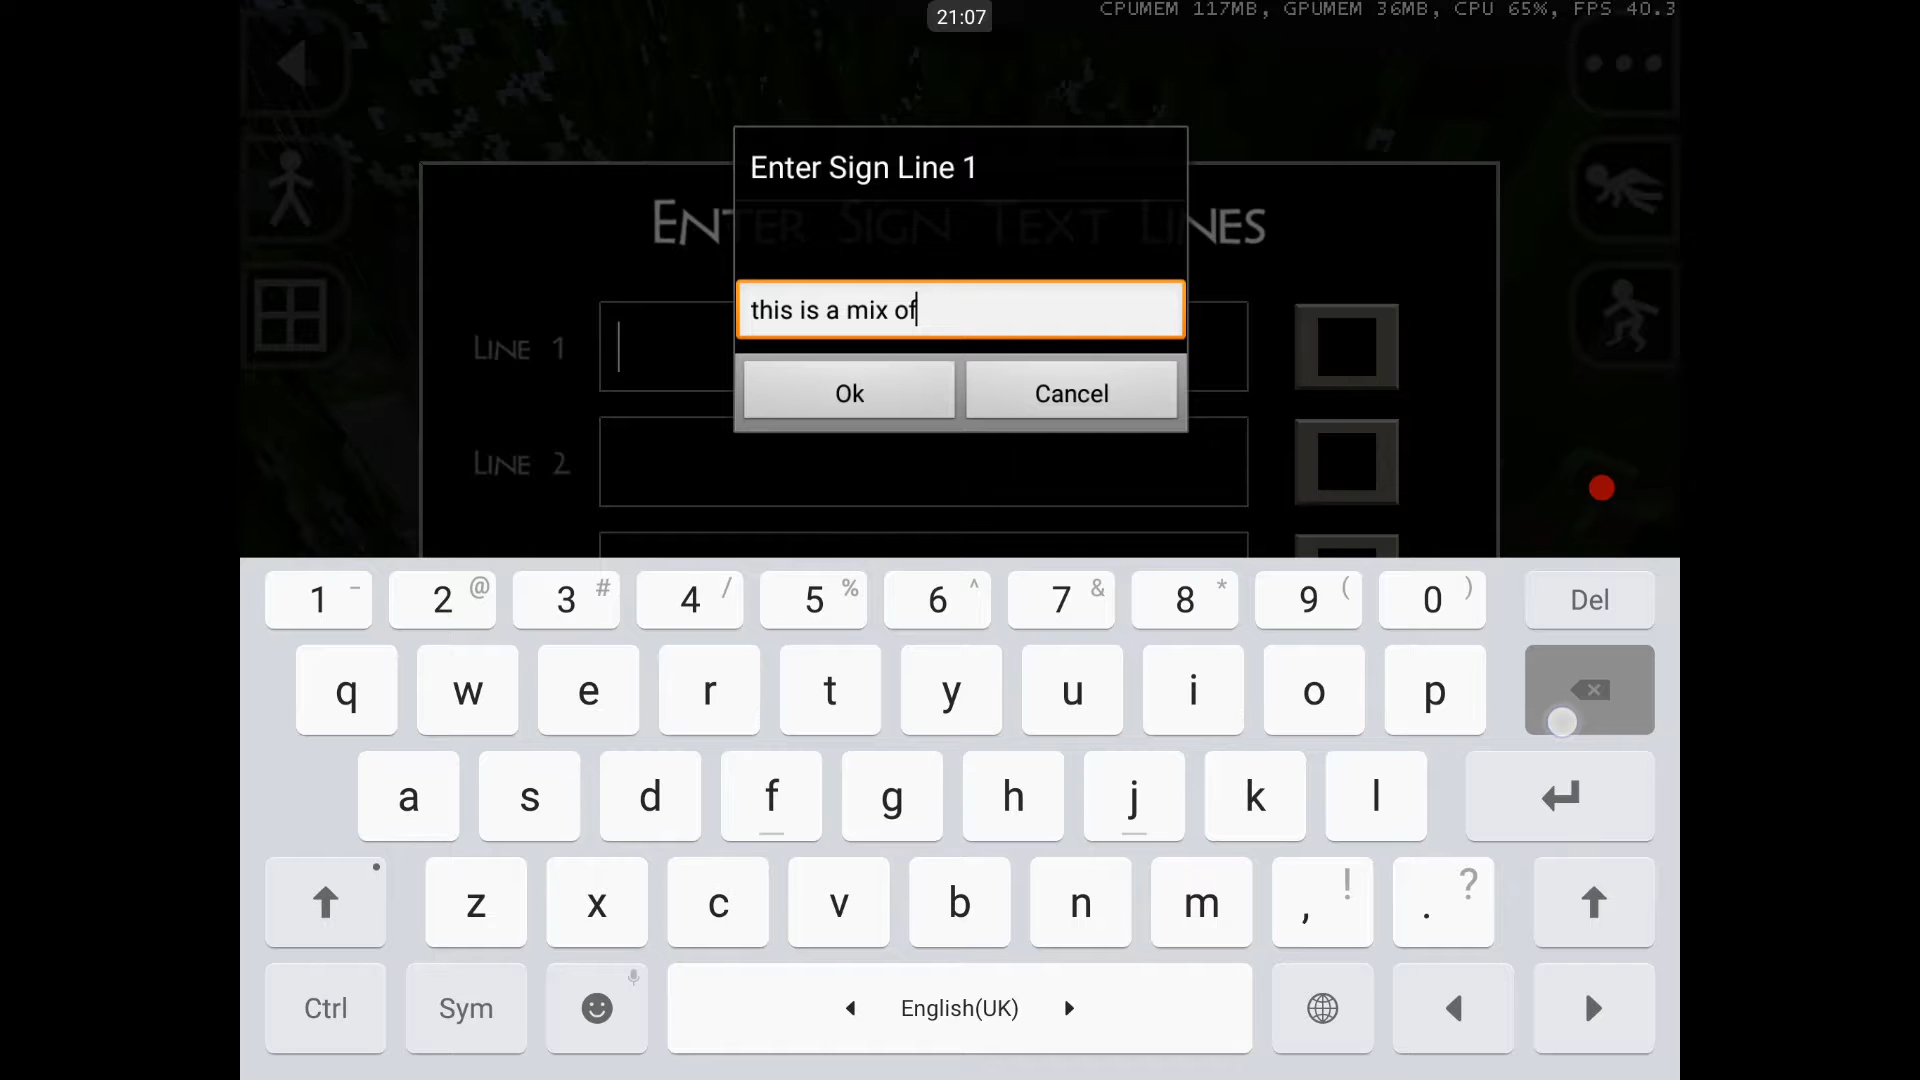 21:07
CPUMEM 117MB, GPUMEM 36MB, CPU 65%, FPS 40.3
Enter Sign Line 1
Enter Sign Text Lines
this is a mix of
Line 1
Ok Cancel
Line 2
1 - 2 @ 3 # 4 / 5 % 6 ^ 7 & 8 * 9 ( 0 ) Del
q w e r t y u i o p
a s d f g h j k l
z x c v b n m , ! . ?
Ctrl Sym English(UK)